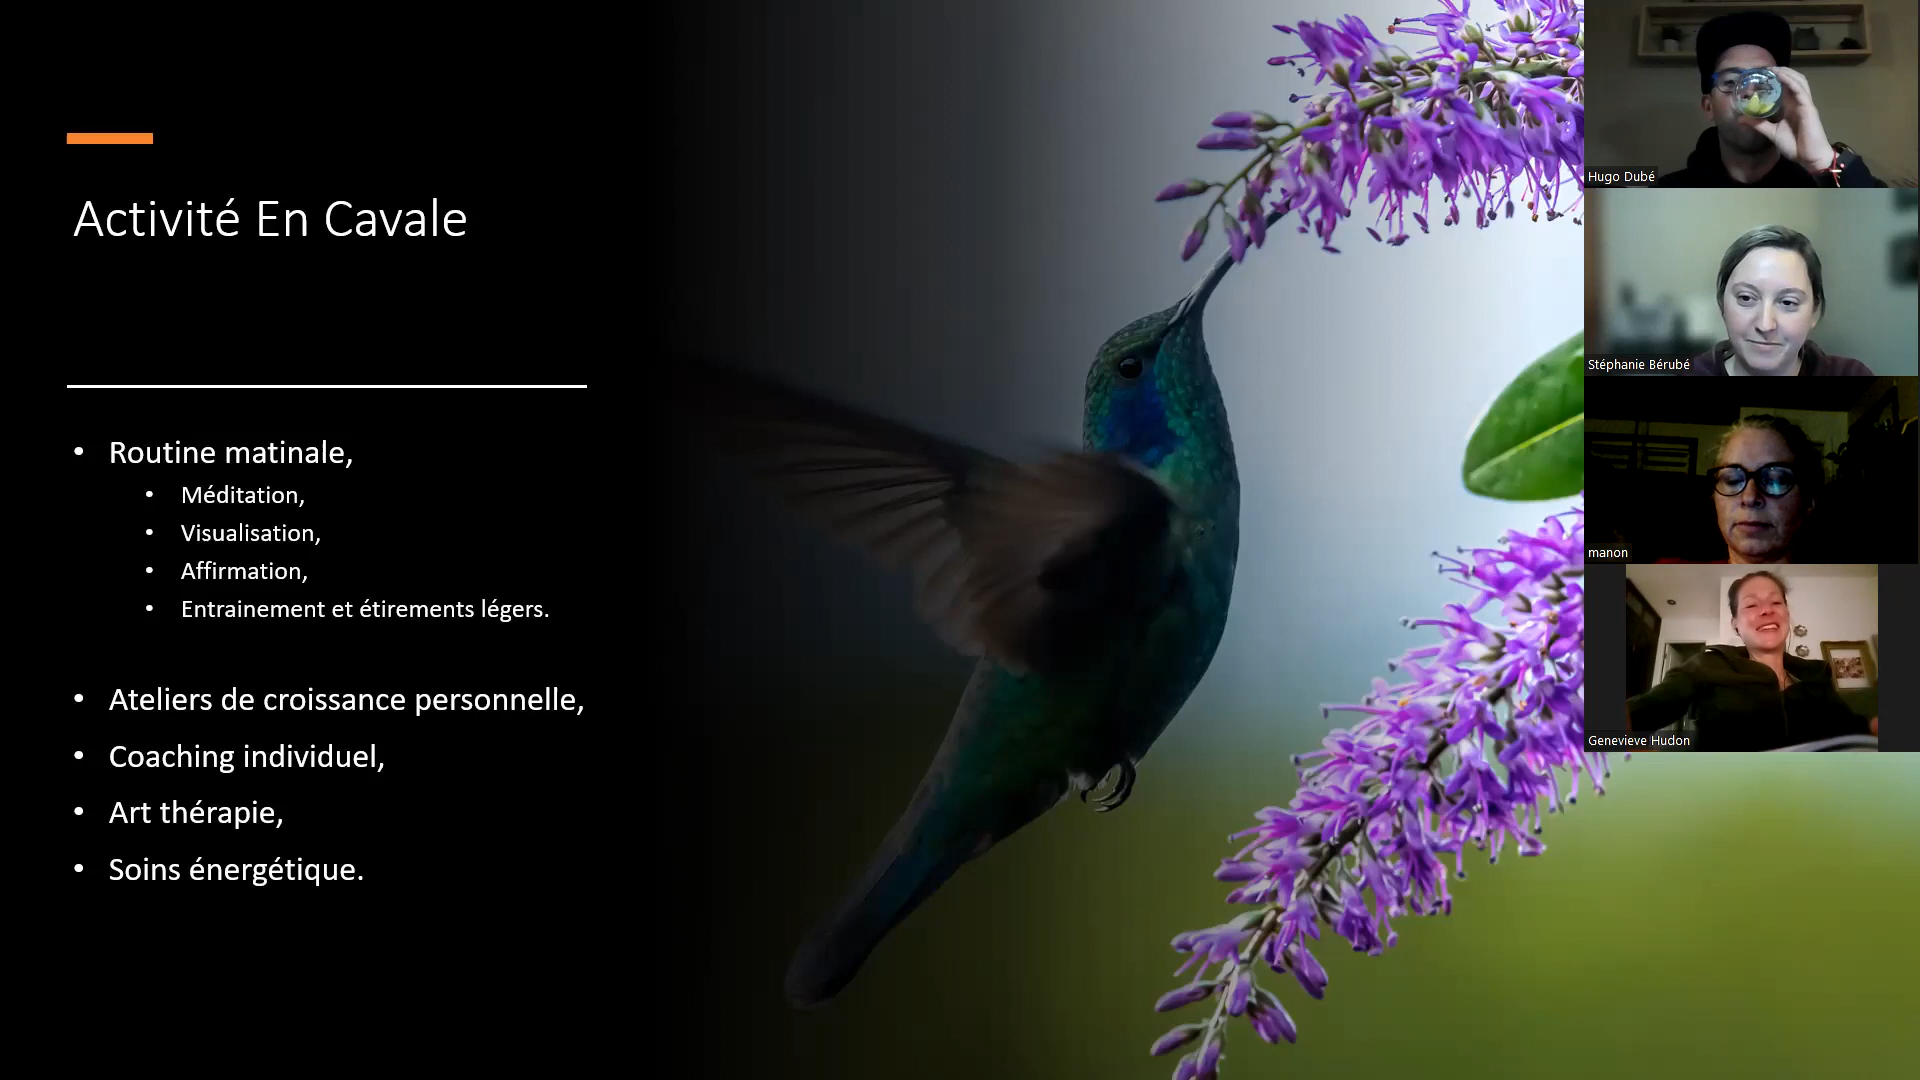 Activité En Cavale
• Routine matinale,
• Méditation,
• Visualisation,
• Affirmation,
• Entrainement et étirements légers.
• Ateliers de croissance personnelle,
• Coaching individuel,
• Art thérapie,
• Soins énergétique.
Hugo Dubé
Stéphanie Bérubé
manon
Genevieve Hudon